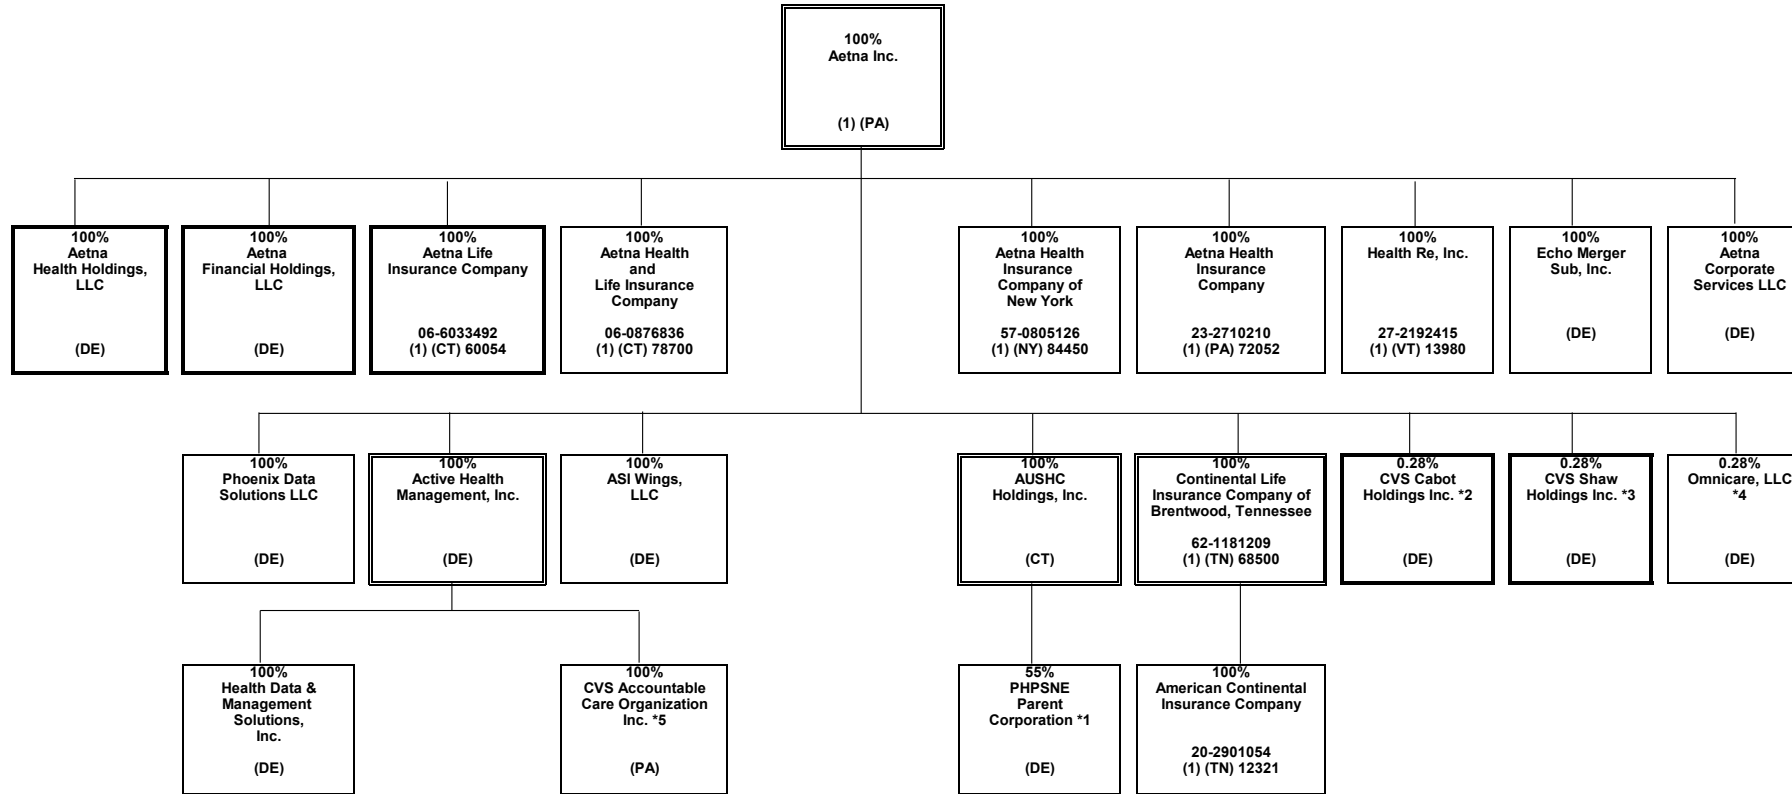 100%
Aetna Inc.
(1) (PA)
100%
Aetna
Health Holdings,
LLC
(DE)
100%
Aetna
Financial Holdings,
LLC
(DE)
100%
Aetna Life
Insurance Company
06-6033492
(1) (CT) 60054
100%
Aetna Health
and
Life Insurance
Company
06-0876836
(1) (CT) 78700
100%
Aetna Health
Insurance
Company of
New York
57-0805126
(1) (NY) 84450
100%
Aetna Health
Insurance
Company
23-2710210
(1) (PA) 72052
100%
Health Re, Inc.
27-2192415
(1) (VT) 13980
100%
Echo Merger
Sub, Inc.
(DE)
100%
Aetna
Corporate
Services LLC
(DE)
100%
Phoenix Data
Solutions LLC
(DE)
100%
Active Health
Management, Inc.
(DE)
100%
ASI Wings,
LLC
(DE)
100%
AUSHC
Holdings, Inc.
(CT)
100%
Continental Life
Insurance Company of
Brentwood, Tennessee
62-1181209
(1) (TN) 68500
0.28%
CVS Cabot
Holdings Inc. *2
(DE)
0.28%
CVS Shaw
Holdings Inc. *3
(DE)
0.28%
Omnicare, LLC
*4
(DE)
100%
Health Data &
Management
Solutions,
Inc.
(DE)
100%
CVS Accountable
Care Organization
Inc. *5
(PA)
55%
PHPSNE
Parent
Corporation *1
(DE)
100%
American Continental
Insurance Company
20-2901054
(1) (TN) 12321